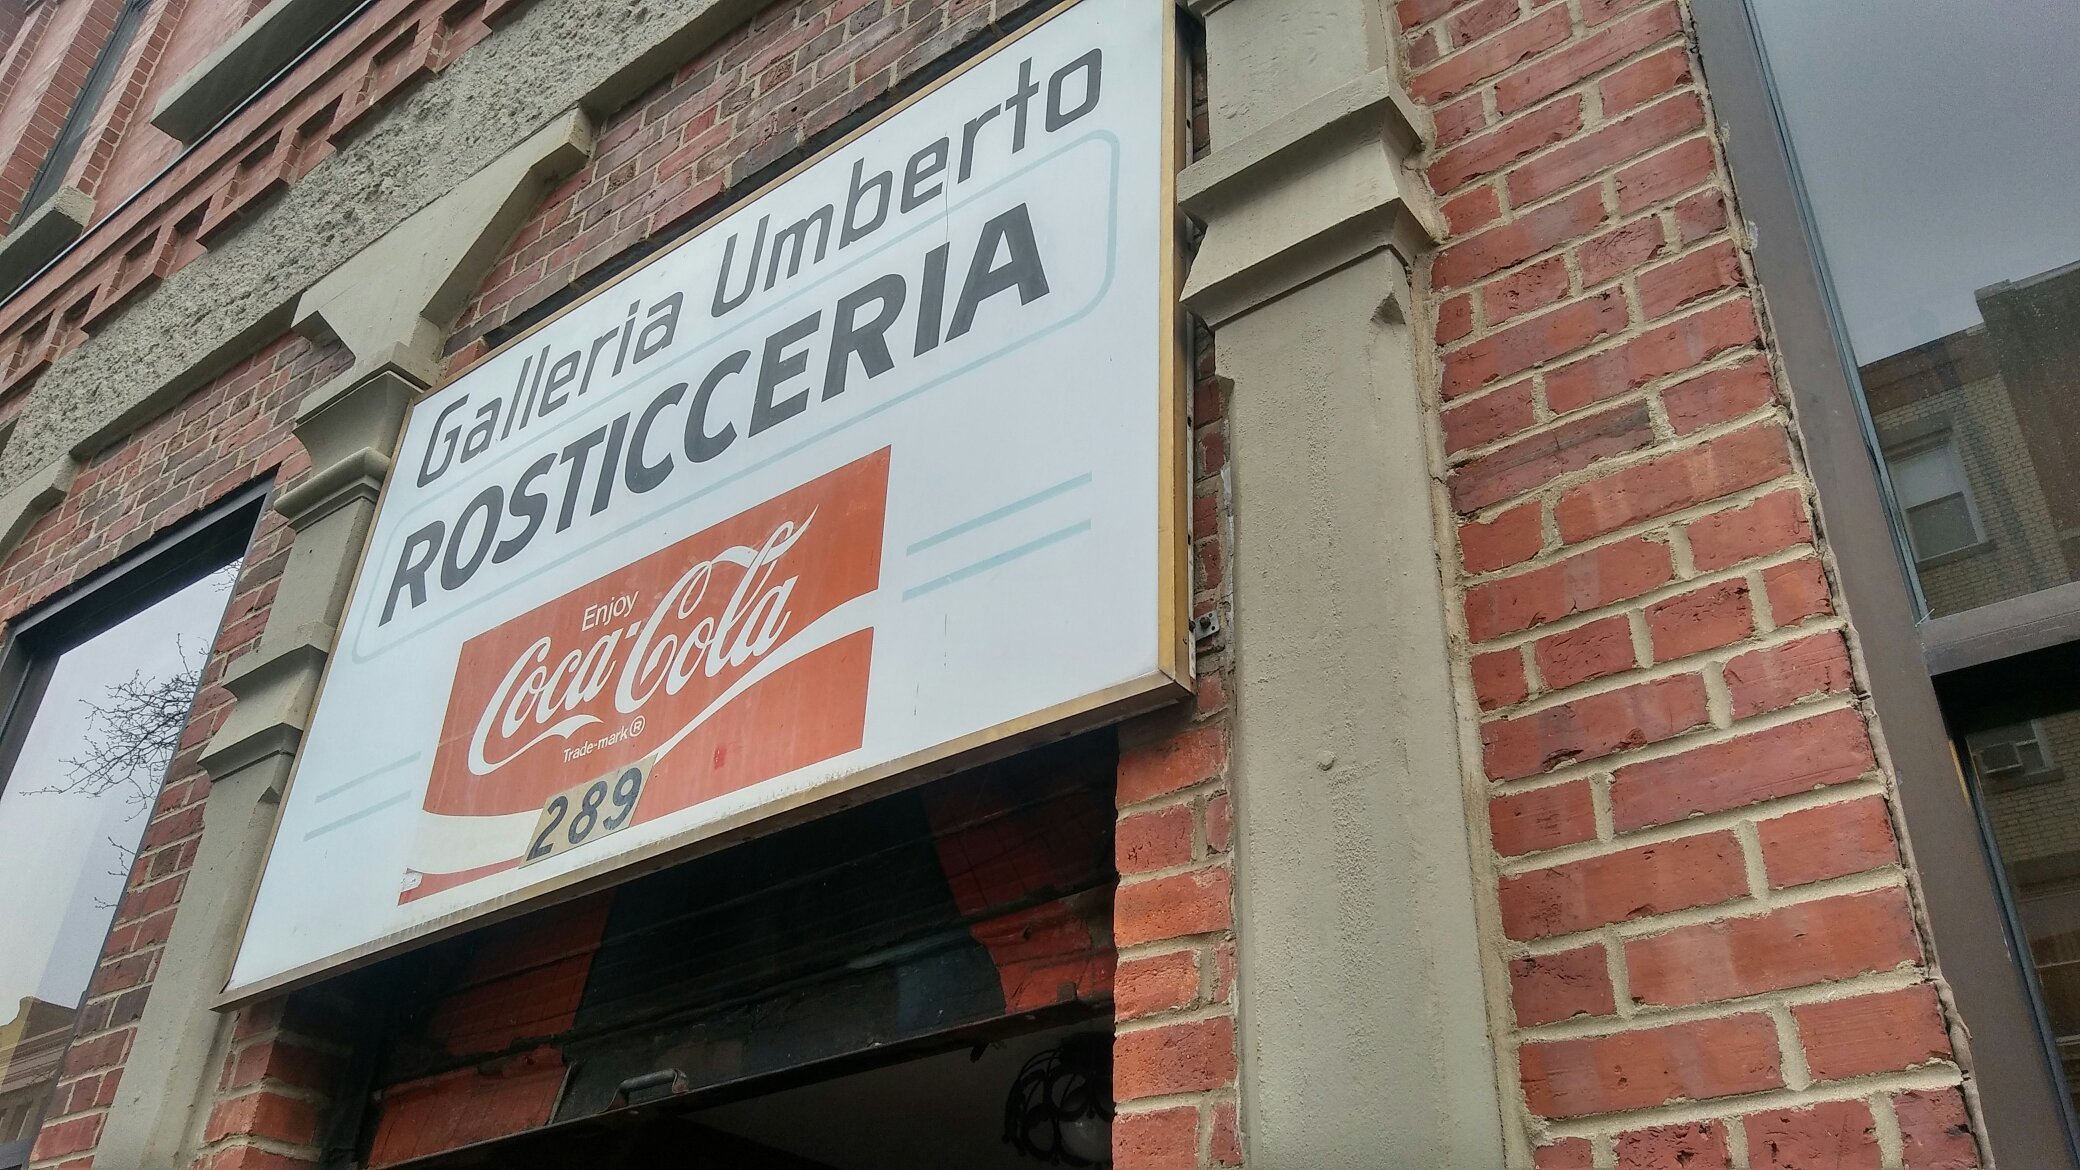 Galleria Umberto
ROSTICCERIA
Enjoy
Coca-Cola
Trade-mark®
289